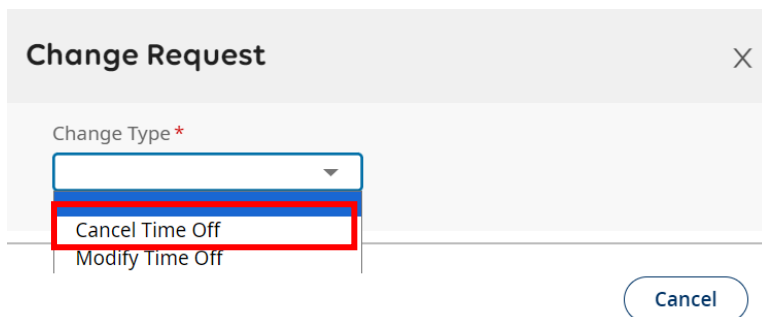 Change Request
X
Change Type *
Cancel Time Off
Modify Time Off
Cancel